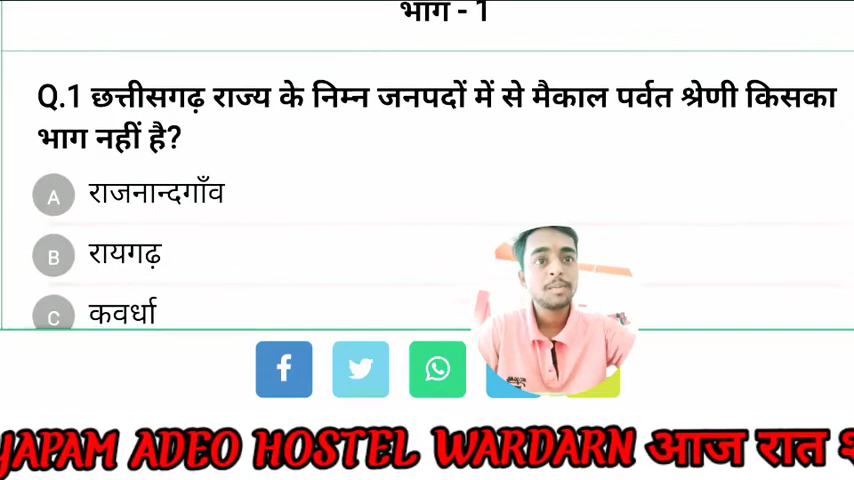 भाग - 1
Q.1 छत्तीसगढ़ राज्य के निम्न जनपदों में से मैकाल पर्वत श्रेणी किसका
भाग नहीं है?
A राजनान्दगाँव
B रायगढ़
C कवर्धा
YAPAM ADEO HOSTEL WARDARN आज रात